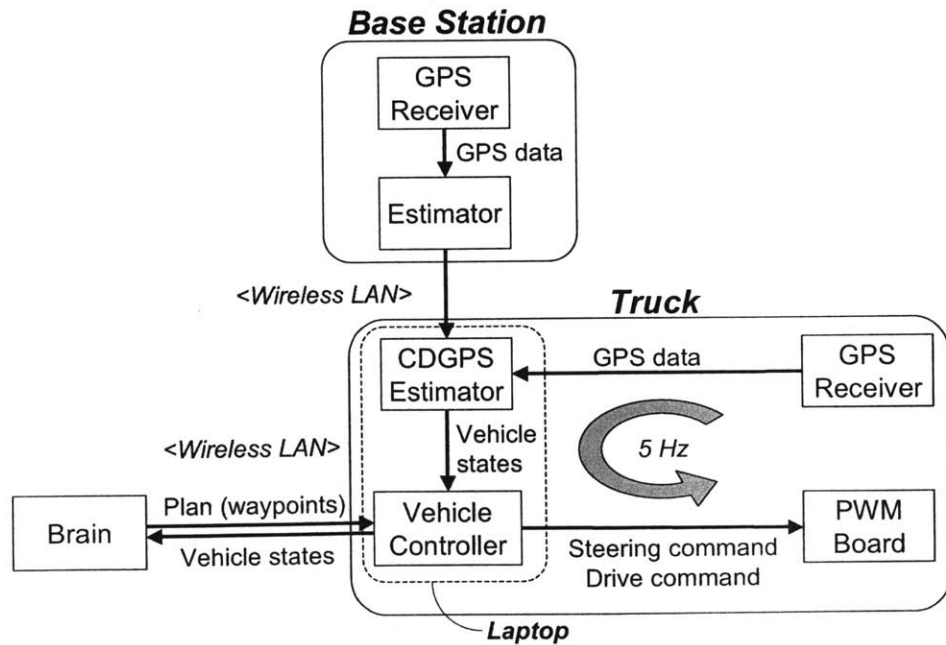 Base Station
GPS
Receiver
GPS data
Estimator
<Wireless LAN>
Truck
CDGPS
Estimator
GPS data
GPS
Receiver
<Wireless LAN>
Vehicle
states
5 Hz
Brain
Plan (waypoints)
Vehicle states
Vehicle
Controller
Steering command
Drive command
PWM
Board
Laptop